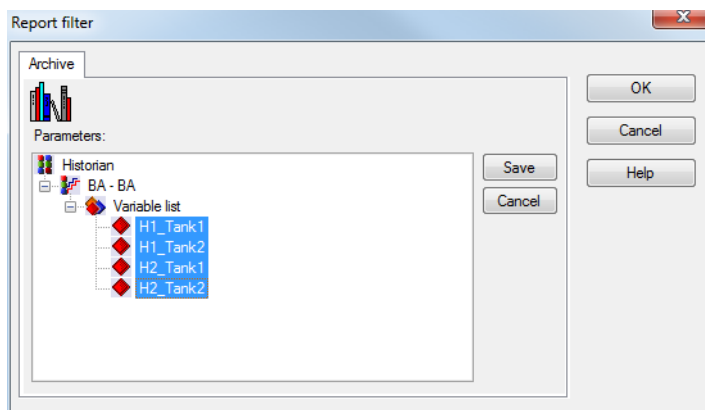 Report filter
Archive
OK
Parameters:
Cancel
Historian
Save
Help
BA - BA
Cancel
Variable list
H1_Tank1
H1_Tank2
H2_Tank1
H2_Tank2